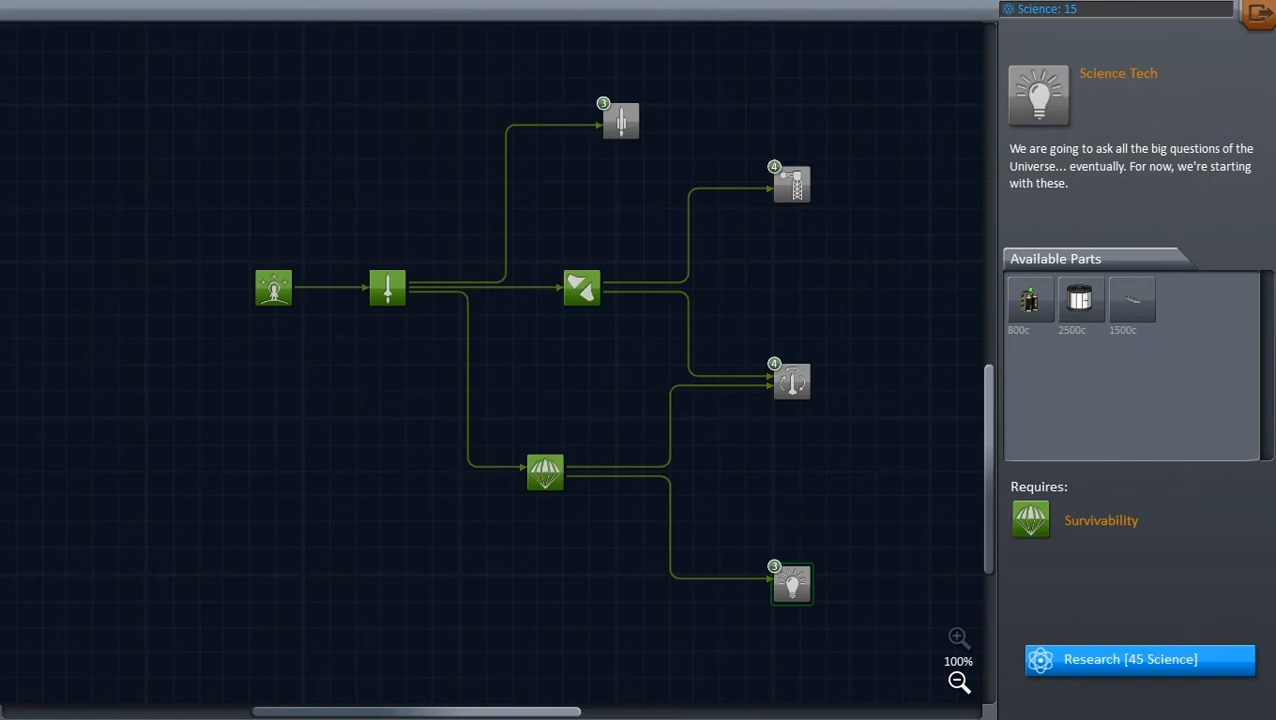 Science: 15
Science Tech
We are going to ask all the big questions of the
Universe... eventually. For now, we're starting
with these.
Available Parts
800c 2500c 1500c
Requires:
Survivability
Research [45 Science]
3
4
4
3
100%